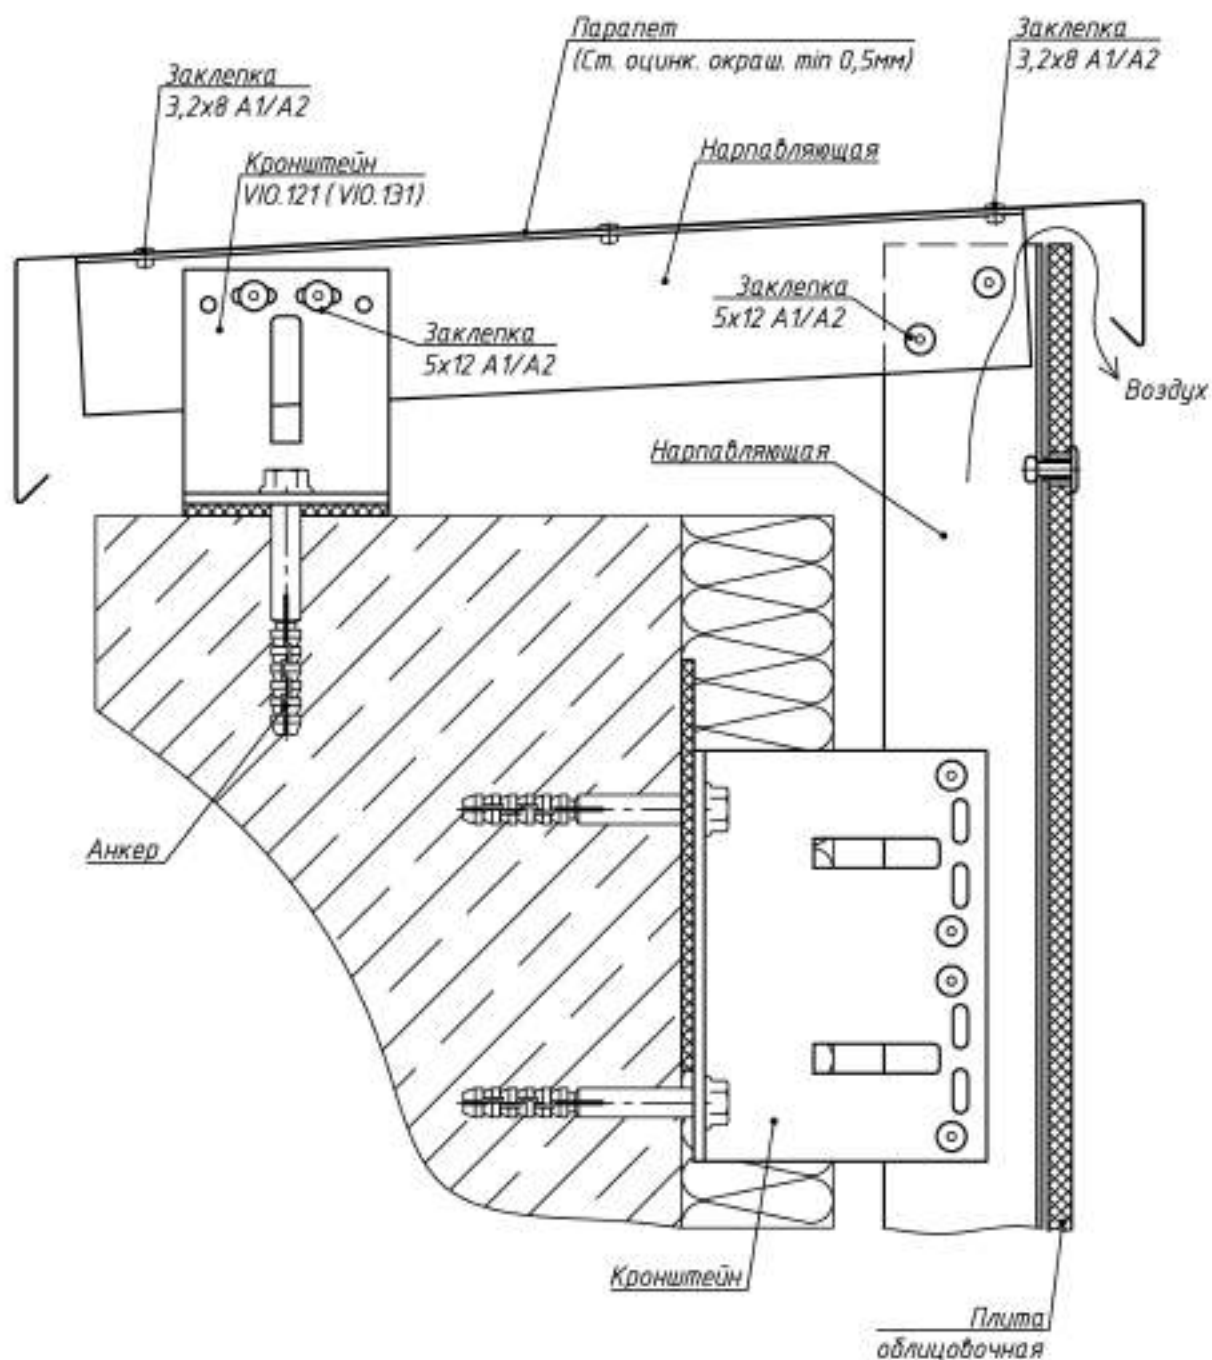 Парапет
(Ст. оцинк. окраш. min 0,5мм)
Заклепка
3,2х8 А1/А2
Заклепка
3,2х8 А1/А2
Нарпавляющая
Кронштейн
VIO.121 (VIO.131)
Заклепка
5х12 А1/А2
Заклепка
5х12 А1/А2
Воздух
Нарпавляющая
Анкер
Кронштейн
Плита
облицовочная